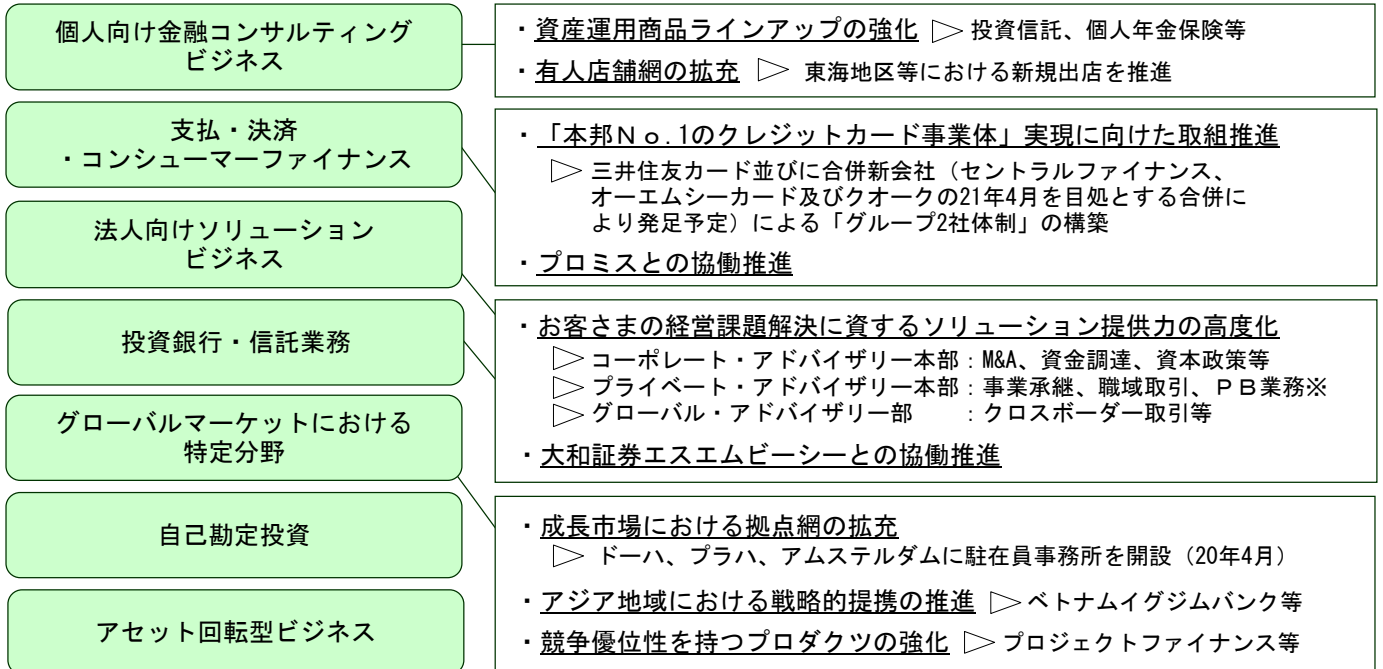 個人向け金融コンサルティング
ビジネス
支払・決済
・コンシューマーファイナンス
法人向けソリューション
ビジネス
投資銀行・信託業務
グローバルマーケットにおける
特定分野
自己勘定投資
アセット回転型ビジネス
・資産運用商品ラインアップの強化 ▷ 投資信託、個人年金保険等
・有人店舗網の拡充 ▷ 東海地区等における新規出店を推進
・「本邦Ｎｏ.1のクレジットカード事業体」実現に向けた取組推進
▷ 三井住友カード並びに合併新会社（セントラルファイナンス、
オーエムシーカード及びクオークの21年4月を目処とする合併に
より発足予定）による「グループ2社体制」の構築
・プロミスとの協働推進
・お客さまの経営課題解決に資するソリューション提供力の高度化
▷ コーポレート・アドバイザリー本部：M&A、資金調達、資本政策等
▷ プライベート・アドバイザリー本部：事業承継、職域取引、ＰＢ業務※
▷ グローバル・アドバイザリー部　　：クロスボーダー取引等
・大和証券エスエムビーシーとの協働推進
・成長市場における拠点網の拡充
▷ ドーハ、プラハ、アムステルダムに駐在員事務所を開設（20年4月）
・アジア地域における戦略的提携の推進 ▷ ベトナムイグジムバンク等
・競争優位性を持つプロダクツの強化 ▷ プロジェクトファイナンス等